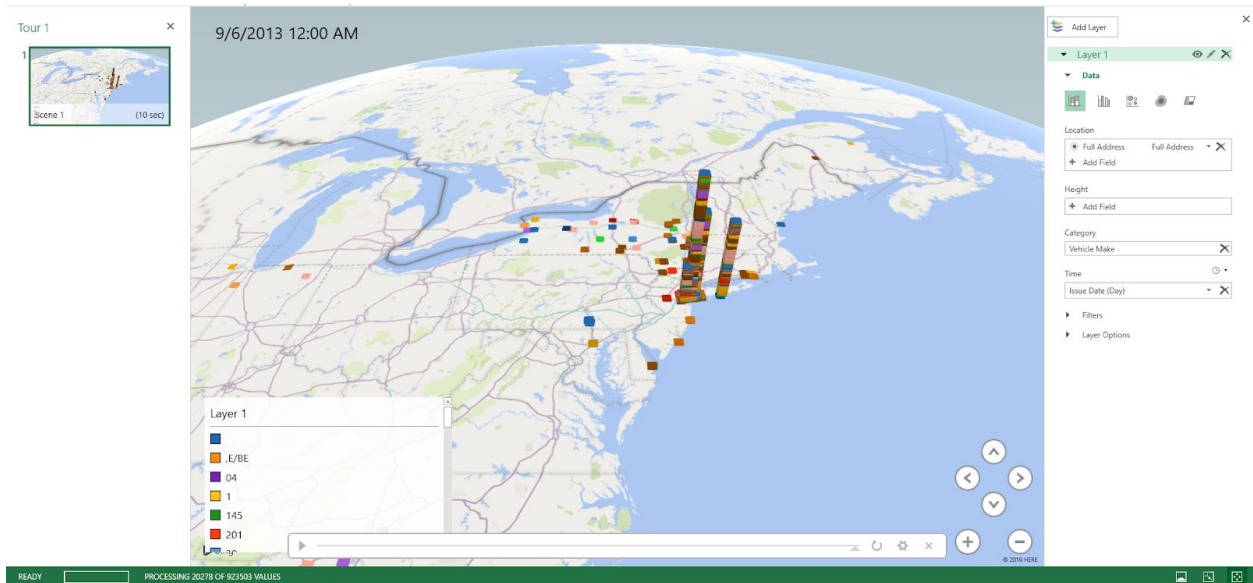 Tour 1
1
Scene 1 (10 sec)
9/6/2013 12:00 AM
Layer 1
,E/BE
04
1
145
201
© 2019 HERE
Add Layer
Layer 1
Data
Location
Full Address Full Address
Add Field
Height
Add Field
Category
Vehicle Make
Time
Issue Date (Day)
Filters
Layer Options
READY PROCESSING 20278 OF 923503 VALUES